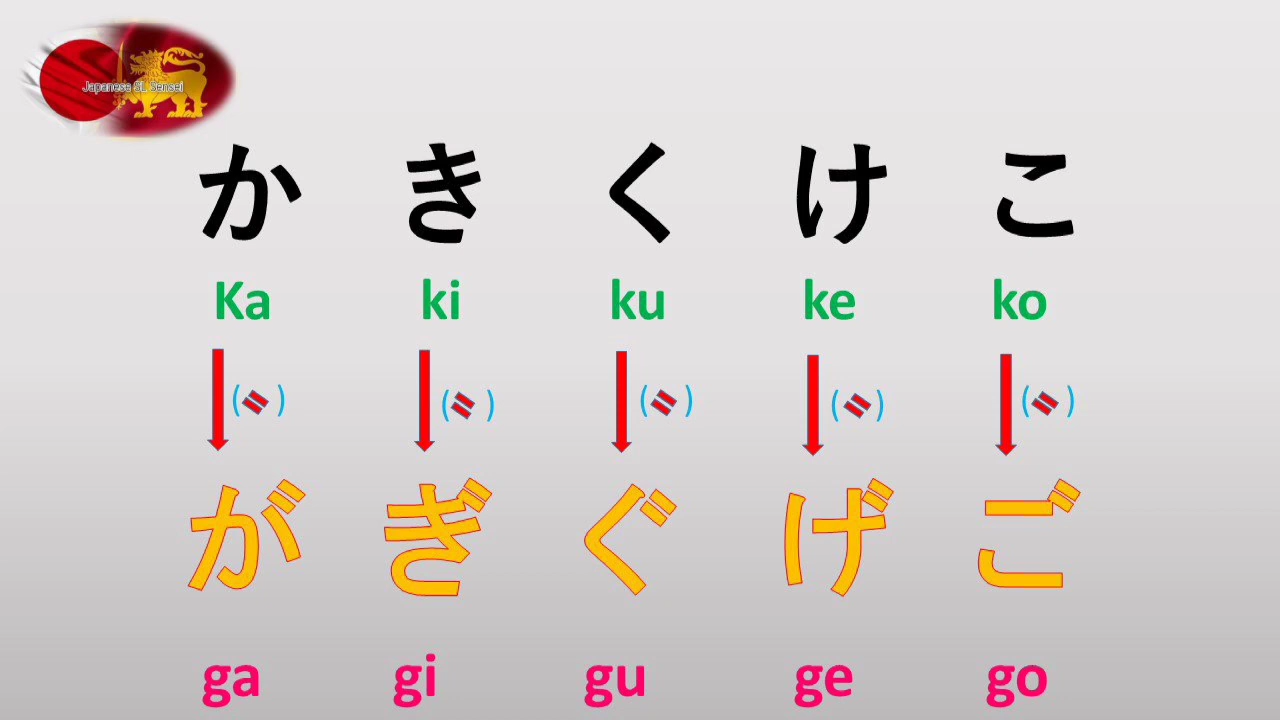 Japanese SL Sensei
か き く け こ
Ka ki ku ke ko
(〃) (〃) (〃) (〃) (〃)
が ぎ ぐ げ ご
ga gi gu ge go